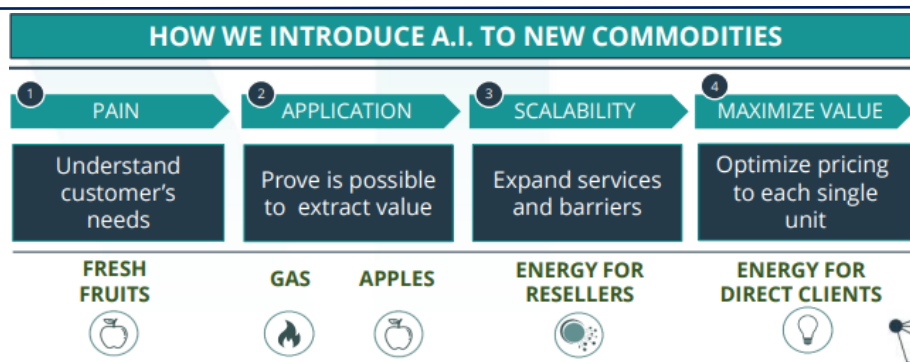 HOW WE INTRODUCE A.I. TO NEW COMMODITIES
1
PAIN
2
APPLICATION
3
SCALABILITY
4
MAXIMIZE VALUE
Understand
customer's
needs
Prove is possible
to extract value
Expand services
and barriers
Optimize pricing
to each single
unit
FRESH
FRUITS
GAS
APPLES
ENERGY FOR
RESELLERS
ENERGY FOR
DIRECT CLIENTS